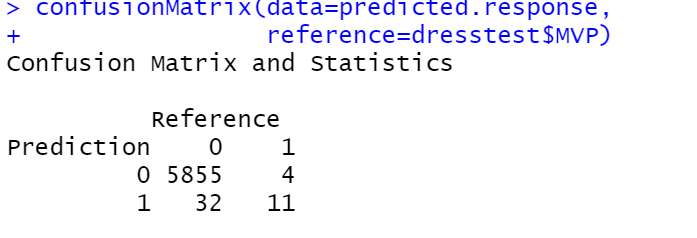 > confusionMatrix(data=predicted.response,
+                 reference=dresstest$MVP)
Confusion Matrix and Statistics
          Reference
Prediction    0    1
         0 5855    4
         1   32   11